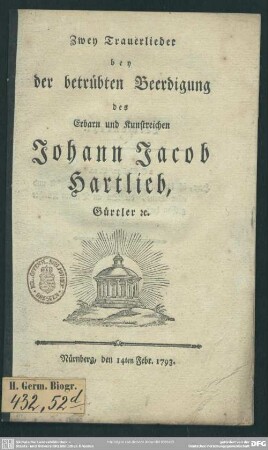 Zwey Trauerlieder
bey
der betrübten Beerdigung
des
Erbarn und Kunstreichen
Johann Jacob
Hartlieb,
Gürtler ꝛc.
Nürnberg, den 14ten Febr. 1793.
H. Germ. Biogr.
432, 52d
DFG